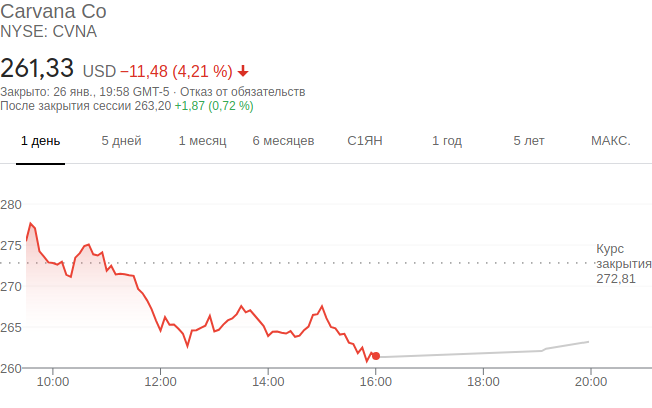 Carvana Co
NYSE: CVNA
261,33 USD −11,48 (4,21 %)
Закрыто: 26 янв., 19:58 GMT-5 · Отказ от обязательств
После закрытия сессии 263,20 +1,87 (0,72 %)
1 день 5 дней 1 месяц 6 месяцев С1ЯН 1 год 5 лет МАКС.
280
275
Курс
закрытия
272,81
270
265
260
10:00 12:00 14:00 16:00 18:00 20:00